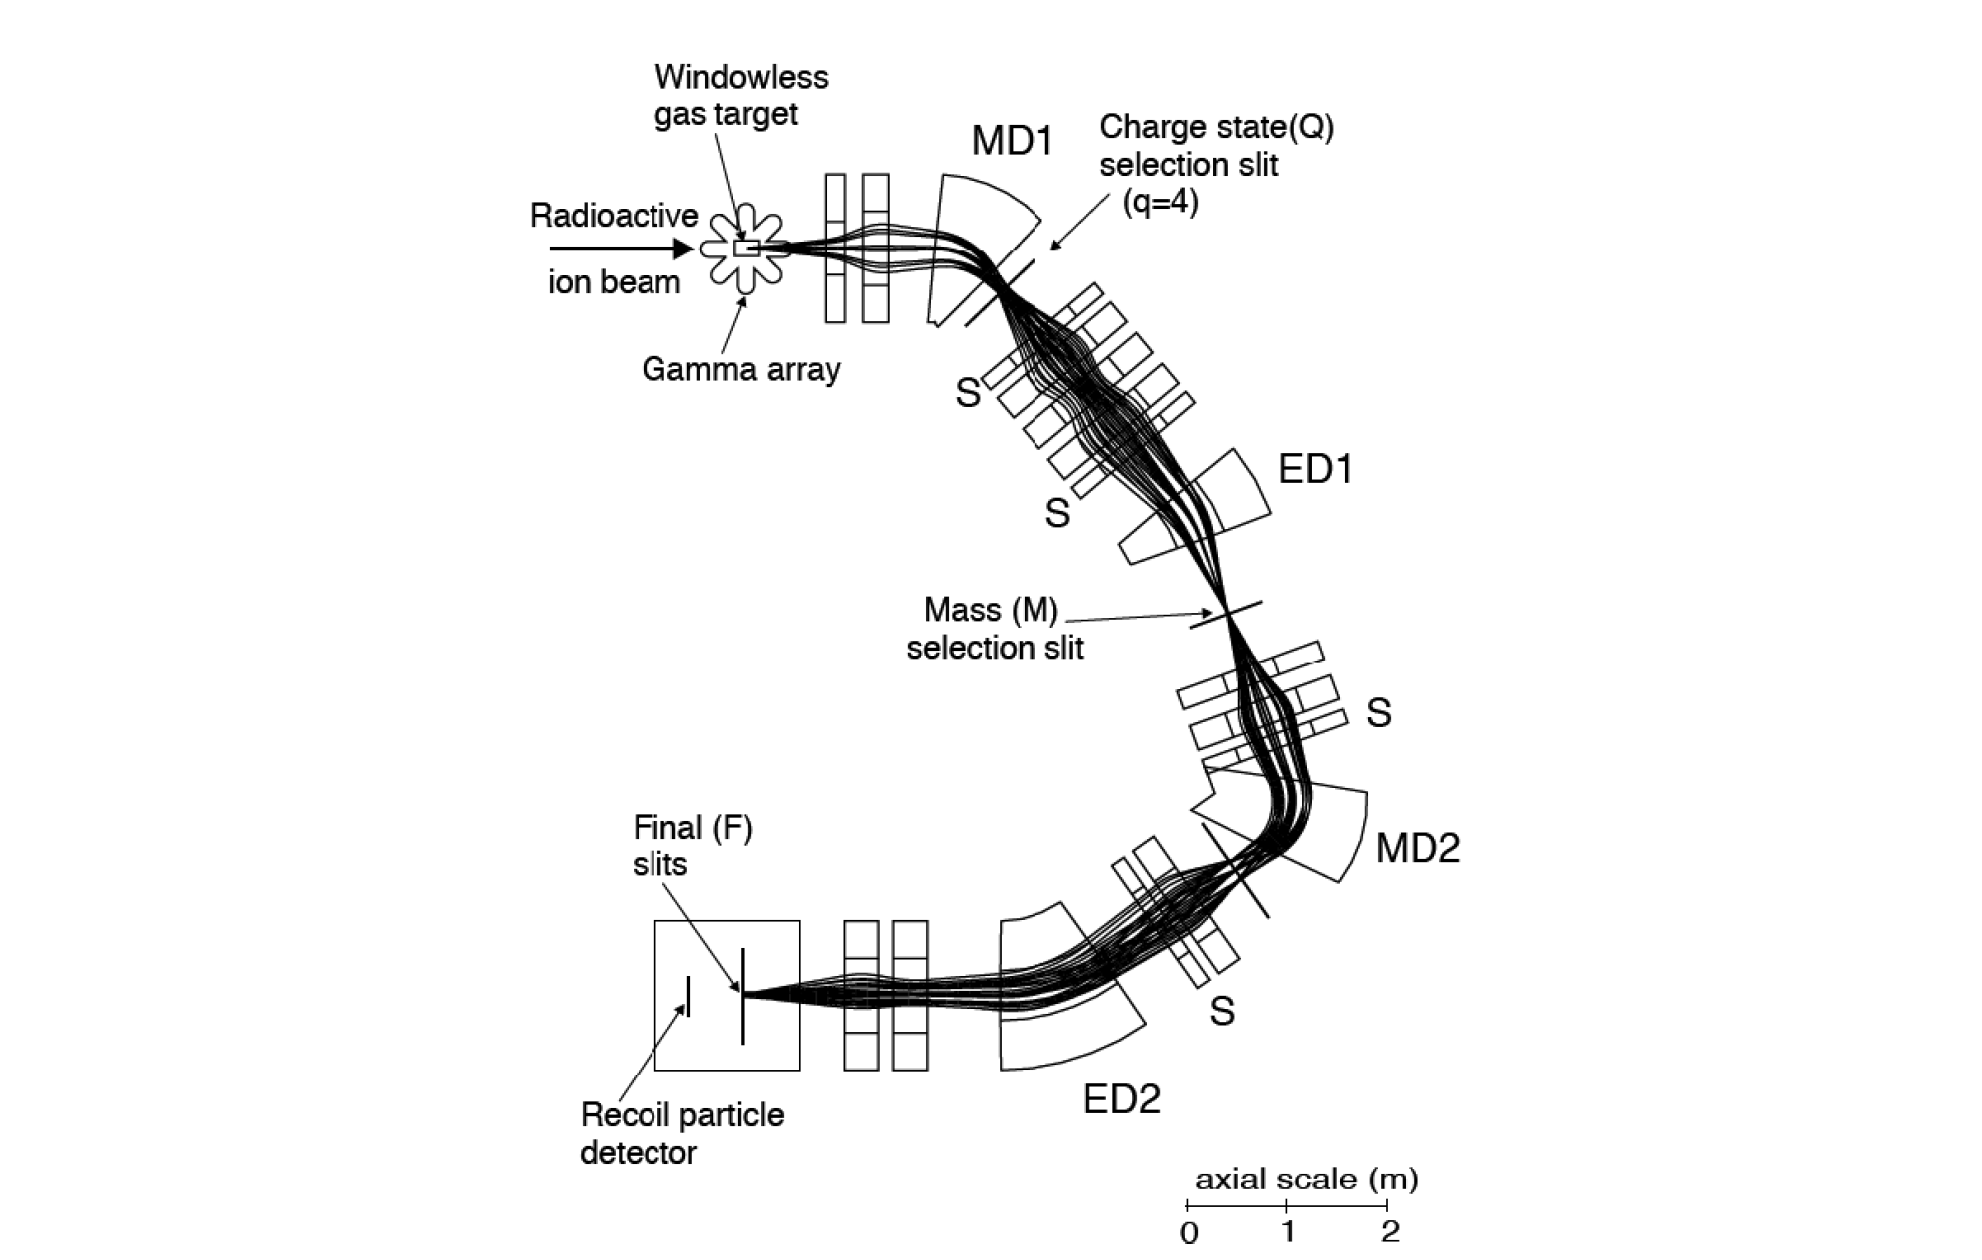 Windowless
gas target
MD1
Charge state(Q)
selection slit
(q=4)
Radioactive
ion beam
Gamma array
S
S
ED1
Mass (M)
selection slit
S
Final (F)
slits
MD2
S
ED2
Recoil particle
detector
axial scale (m)
0 1 2